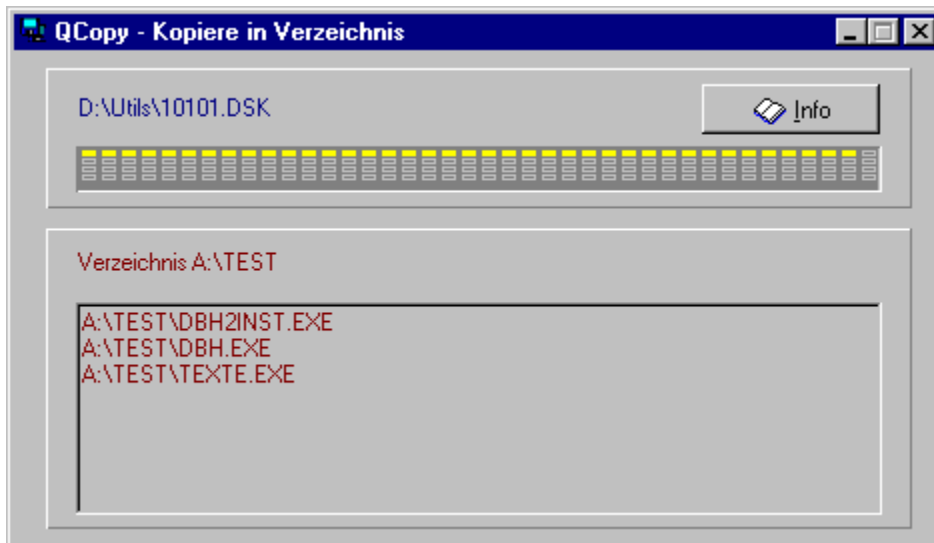 QCopy - Kopiere in Verzeichnis
D:\Utils\10101.DSK
Info
Verzeichnis A:\TEST
A:\TEST\DBH2INST.EXE
A:\TEST\DBH.EXE
A:\TEST\TEXTE.EXE